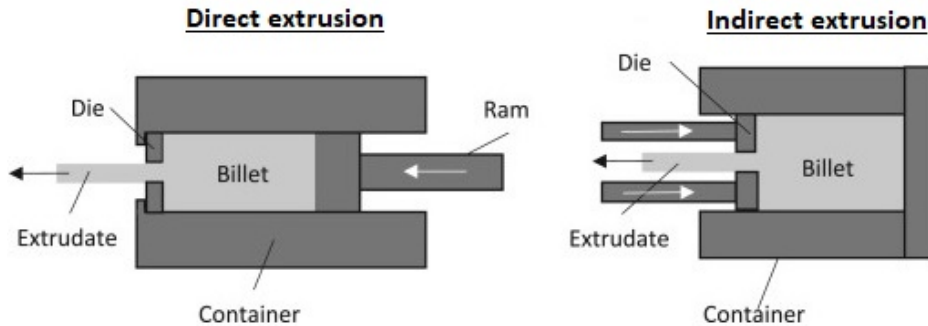 Direct extrusion
Die
Ram
Billet
Extrudate
Container
Indirect extrusion
Die
Billet
Extrudate
Container